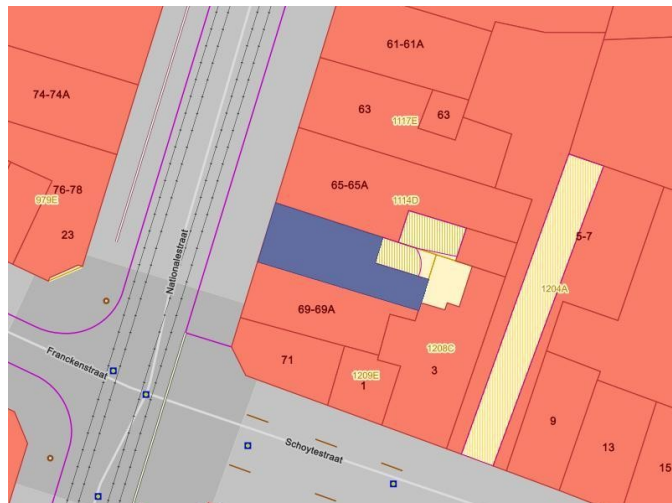 61-61A
74-74A
63
63
1117E
65-65A
76-78
979E
1114D
23
5-7
Nationalestraat
1204A
69-69A
Franckenstraat
71
1208C
3
1209E
1
9
13
15
Schoytestraat